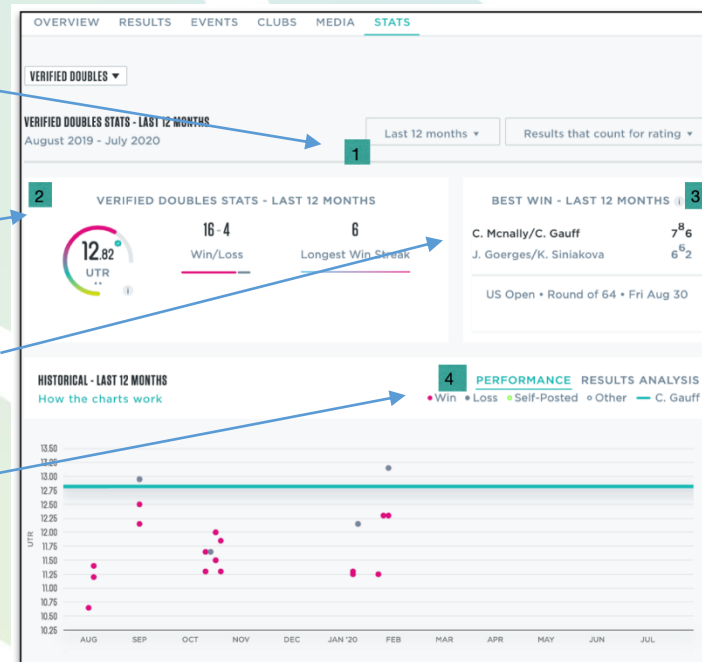 OVERVIEW RESULTS EVENTS CLUBS MEDIA STATS
VERIFIED DOUBLES ▼
VERIFIED DOUBLES STATS - LAST 12 MONTHS
August 2019 - July 2020
Last 12 months ▼
Results that count for rating ▼
1
2
VERIFIED DOUBLES STATS - LAST 12 MONTHS
12.82
UTR
i
16-4
Win/Loss
6
Longest Win Streak
BEST WIN - LAST 12 MONTHS i 3
C. Mcnally/C. Gauff 7⁸ 6
J. Goerges/K. Siniakova 6⁶ 2
US Open • Round of 64 • Fri Aug 30
HISTORICAL - LAST 12 MONTHS
How the charts work
4 PERFORMANCE RESULTS ANALYSIS
Win Loss Self-Posted Other C. Gauff
UTR
13.50
13.25
13.00
12.75
12.50
12.25
12.00
11.75
11.50
11.25
11.00
10.75
10.50
10.25
AUG SEP OCT NOV DEC JAN '20 FEB MAR APR MAY JUN JUL